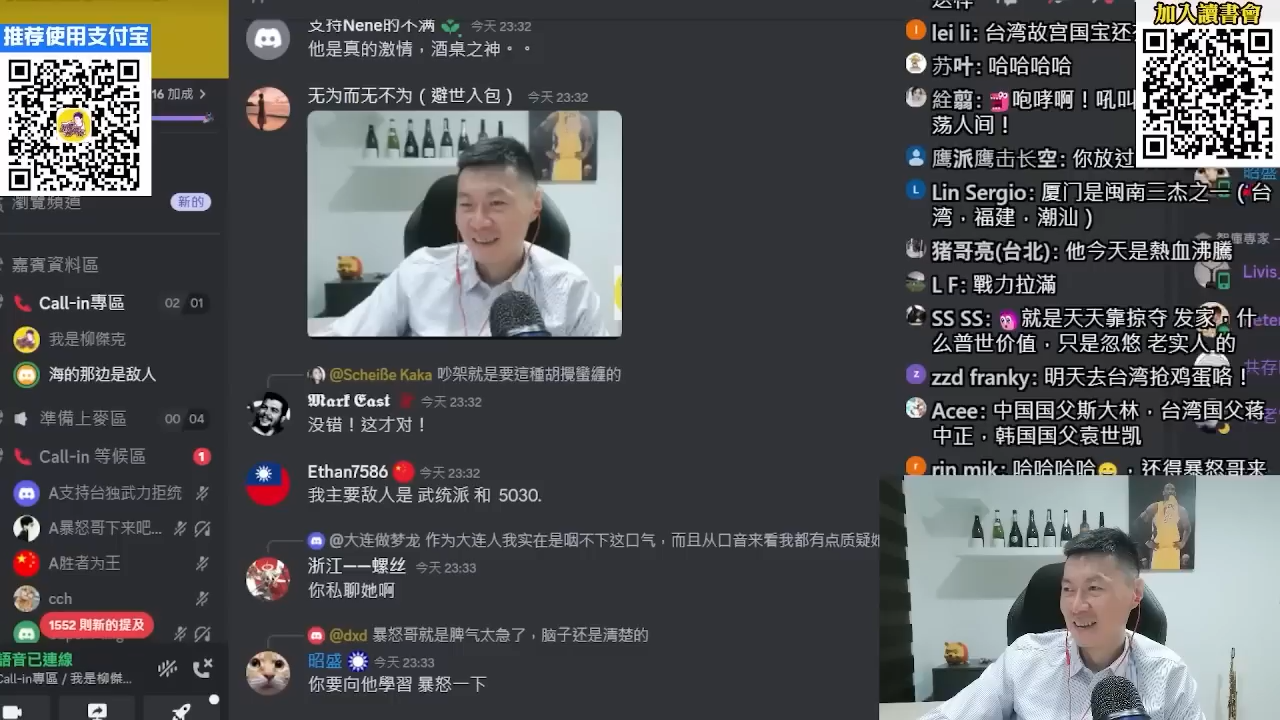 推荐使用支付宝
16 加成
瀏覽頻道
新的
嘉賓資料區
Call-in專區
02 01
我是柳傑克
海的那边是敌人
準備上麥區
00 04
Call-in 等候區
1
A支持台独武力拒统
A暴怒哥下来吧...
A胜者为王
cch
1552 則新的提及
語音已連線
Call-in專區 / 我是柳傑...
支持Nene的不满 今天 23:32
他是真的激情，酒桌之神。。
无为而无不为（避世入包） 今天 23:32
@Scheiße Kaka 吵架就是要這種胡攪蠻纏的
Mark East 今天 23:32
没错！这才对！
Ethan7586 今天 23:32
我主要敌人是 武统派 和 5030.
@大连做梦龙 作为大连人我实在是咽不下这口气，而且从口音来看我都有点质疑她
浙江一一螺丝 今天 23:33
你私聊她啊
@dxd 暴怒哥就是脾气太急了，脑子还是清楚的
昭盛 今天 23:33
你要向他學習 暴怒一下
加入讀書會
lei li: 台湾故宫国宝还
苏叶: 哈哈哈哈
絟翦: 咆哮啊！吼叫
荡人间！
鹰派鹰击长空: 你放过
昭盛
Lin Sergio: 厦门是闽南三杰之一 (台
湾，福建，潮汕）
智庫專家
猪哥亮(台北): 他今天是熱血沸騰
Livis
L F: 戰力拉滿
SS SS: 就是天天靠掠夺 发家，什
么普世价值，只是忽悠 老实人 的
zzd franky: 明天去台湾抢鸡蛋咯！
共存
Acee: 中国国父斯大林，台湾国父蒋
中正，韩国国父袁世凯
rin mik: 哈哈哈哈，还得暴怒哥来